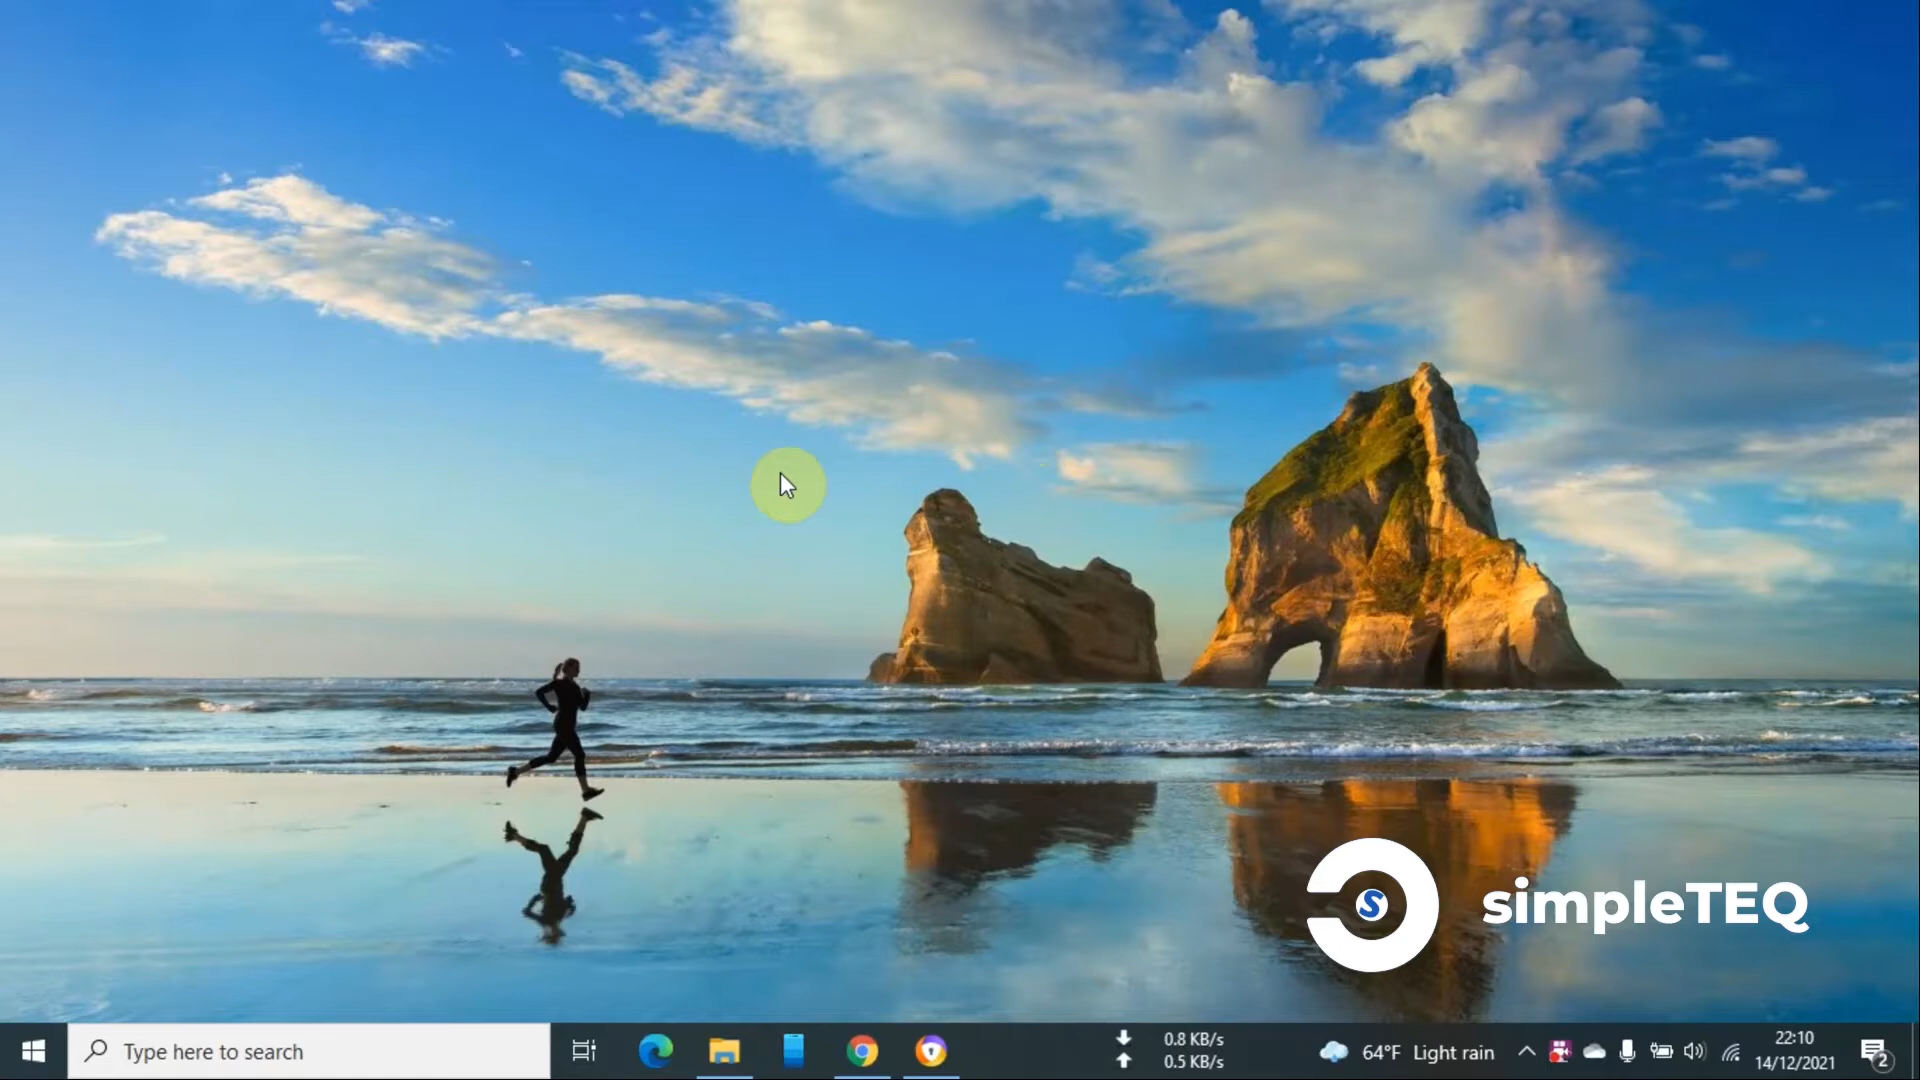 simpleTEQ
Type here to search
0.8 KB/s
0.5 KB/s
64°F Light rain
22:10
14/12/2021
2